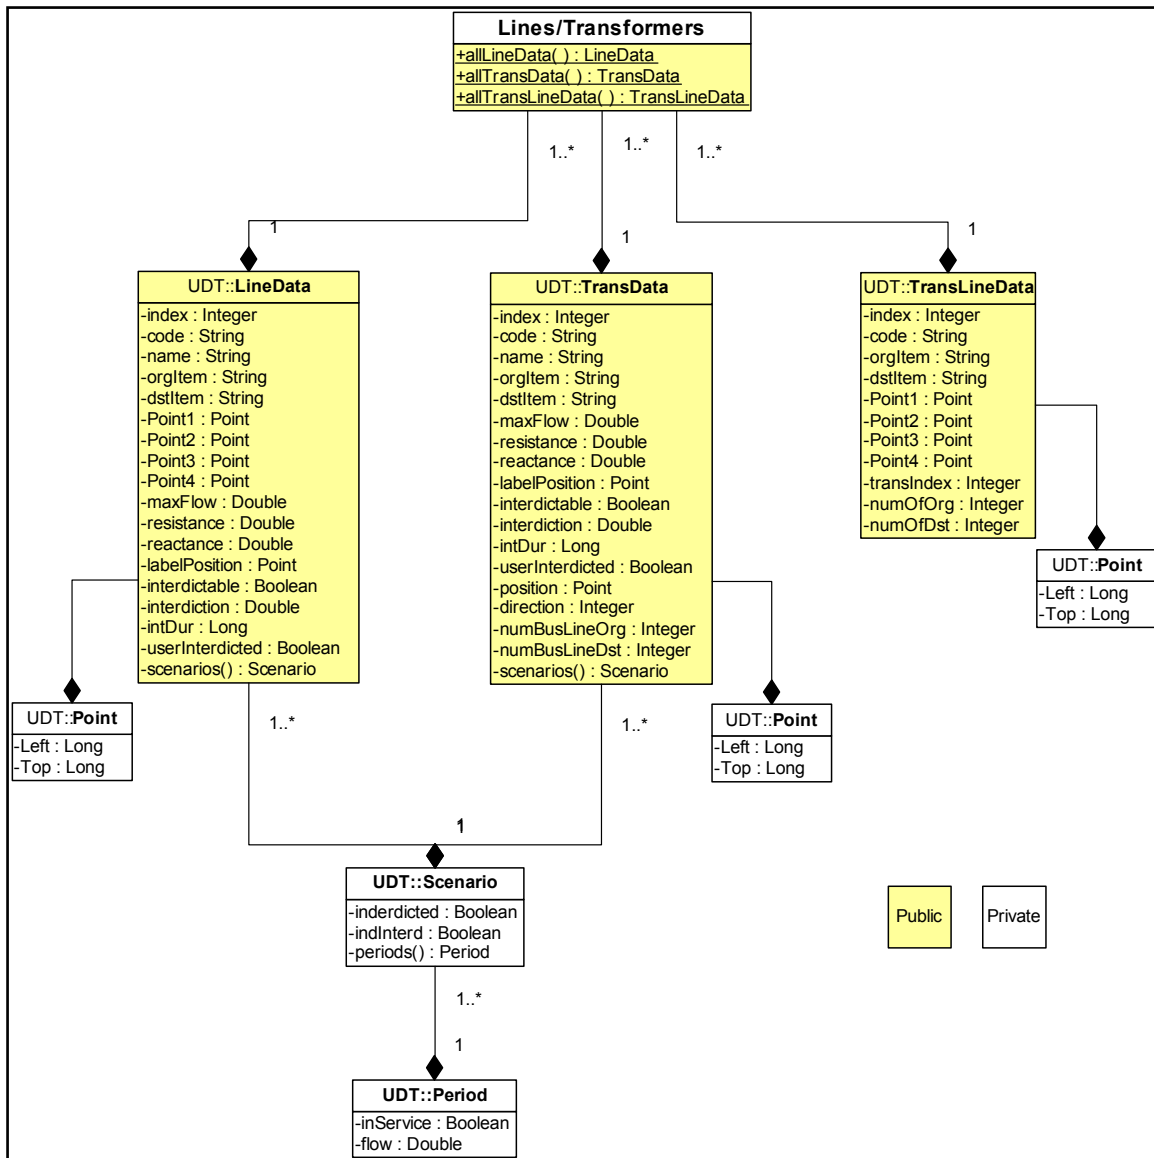 Lines/Transformers
+allLineData( ) : LineData
+allTransData( ) : TransData
+allTransLineData( ) : TransLineData
1..*
1..*
1..*
1
1
1
UDT::LineData
-index : Integer
-code : String
-name : String
-orgItem : String
-dstItem : String
-Point1 : Point
-Point2 : Point
-Point3 : Point
-Point4 : Point
-maxFlow : Double
-resistance : Double
-reactance : Double
-labelPosition : Point
-interdictable : Boolean
-interdiction : Double
-intDur : Long
-userInterdicted : Boolean
-scenarios() : Scenario
UDT::TransData
-index : Integer
-code : String
-name : String
-orgItem : String
-dstItem : String
-maxFlow : Double
-resistance : Double
-reactance : Double
-labelPosition : Point
-interdictable : Boolean
-interdiction : Double
-intDur : Long
-userInterdicted : Boolean
-position : Point
-direction : Integer
-numBusLineOrg : Integer
-numBusLineDst : Integer
-scenarios() : Scenario
UDT::TransLineData
-index : Integer
-code : String
-orgItem : String
-dstItem : String
-Point1 : Point
-Point2 : Point
-Point3 : Point
-Point4 : Point
-transIndex : Integer
-numOfOrg : Integer
-numOfDst : Integer
UDT::Point
-Left : Long
-Top : Long
UDT::Point
-Left : Long
-Top : Long
UDT::Point
-Left : Long
-Top : Long
1..*
1..*
1
1
UDT::Scenario
-inderdicted : Boolean
-indInterd : Boolean
-periods() : Period
1..*
1
UDT::Period
-inService : Boolean
-flow : Double
Public
Private